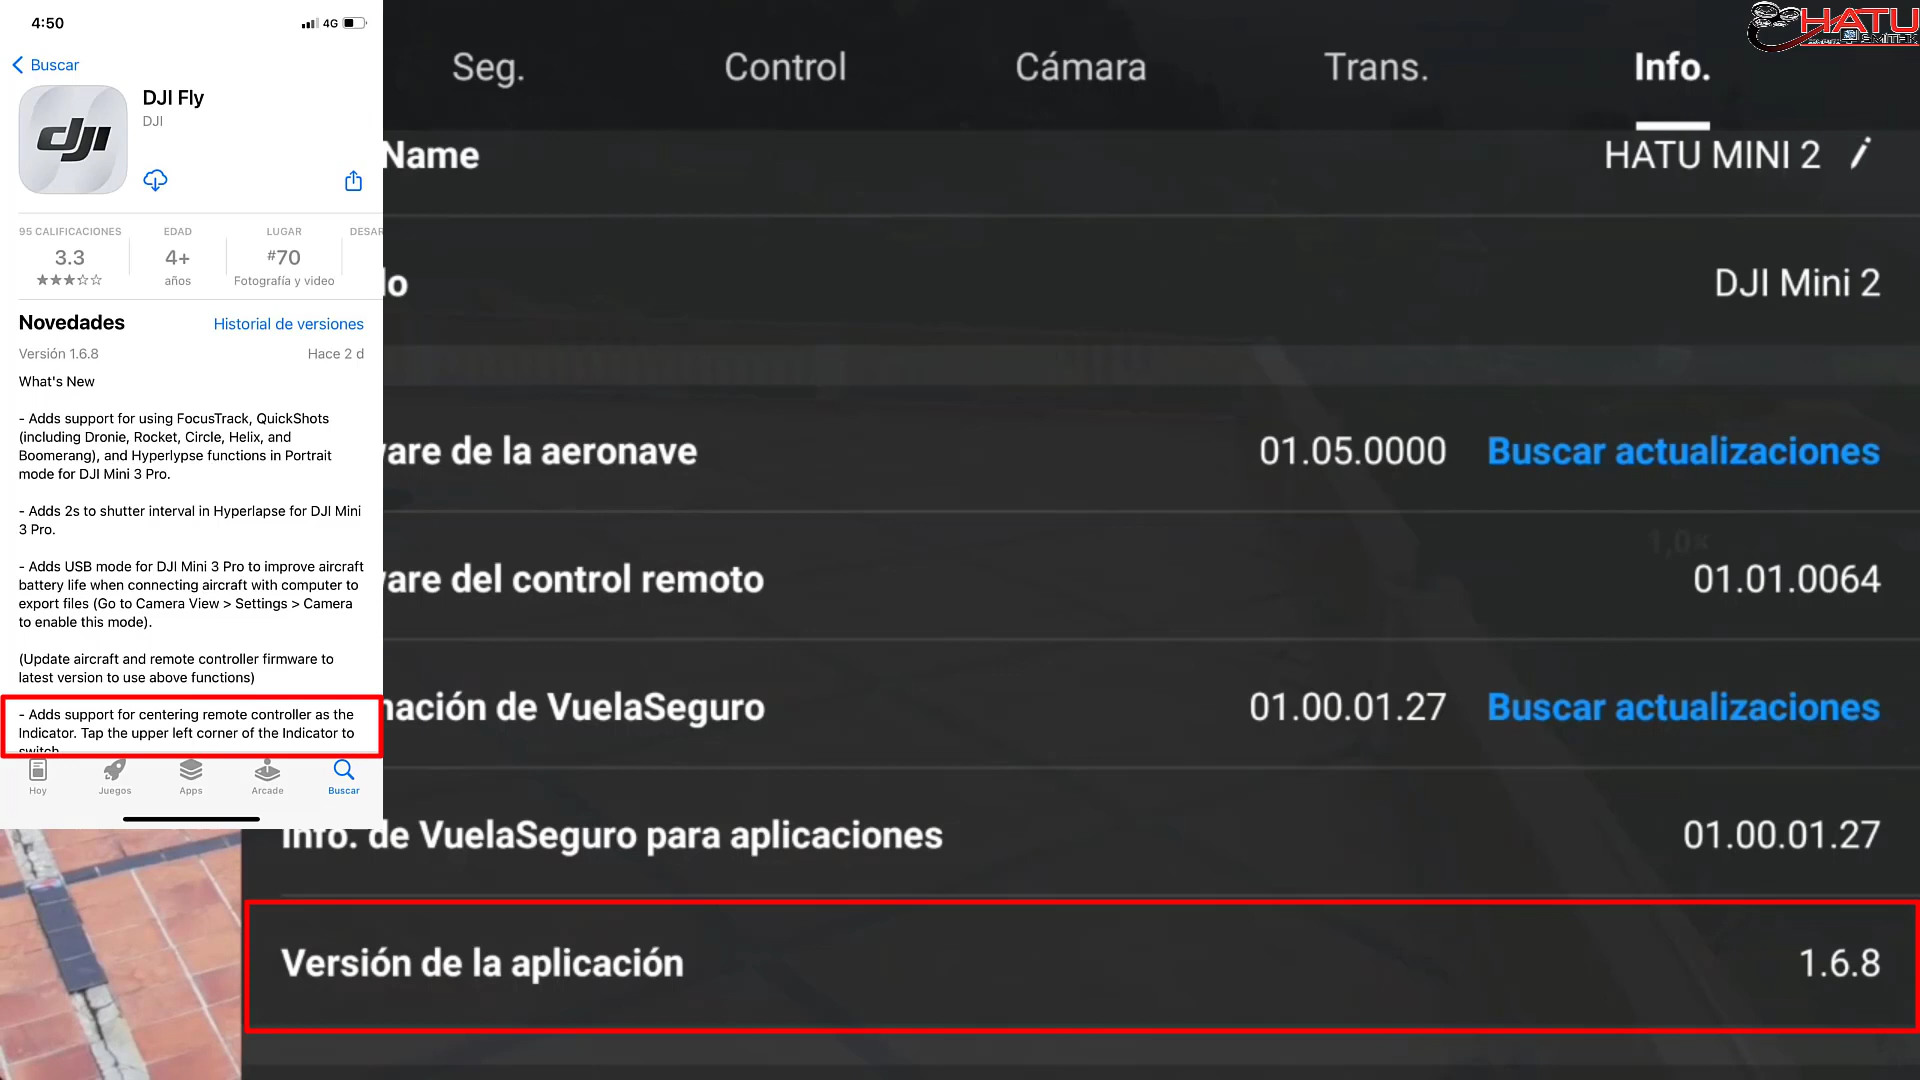 4:50
4G
Buscar
DJI Fly
DJI
dji
95 CALIFICACIONES
3.3
EDAD
4+
años
LUGAR
#70
Fotografía y video
DESAR
Novedades
Historial de versiones
Versión 1.6.8
Hace 2 d
What's New
- Adds support for using FocusTrack, QuickShots
(including Dronie, Rocket, Circle, Helix, and
Boomerang), and Hyperlypse functions in Portrait
mode for DJI Mini 3 Pro.
- Adds 2s to shutter interval in Hyperlapse for DJI Mini
3 Pro.
- Adds USB mode for DJI Mini 3 Pro to improve aircraft
battery life when connecting aircraft with computer to
export files (Go to Camera View > Settings > Camera
to enable this mode).
(Update aircraft and remote controller firmware to
latest version to use above functions)
- Adds support for centering remote controller as the
Indicator. Tap the upper left corner of the Indicator to
switch
Hoy
Juegos
Apps
Arcade
Buscar
Seg.
Control
Cámara
Trans.
Info.
HATU
Name
HATU MINI 2
lo
DJI Mini 2
ware de la aeronave
01.05.0000
Buscar actualizaciones
1,0×
ware del control remoto
01.01.0064
mación de VuelaSeguro
01.00.01.27
Buscar actualizaciones
Info. de VuelaSeguro para aplicaciones
01.00.01.27
Versión de la aplicación
1.6.8